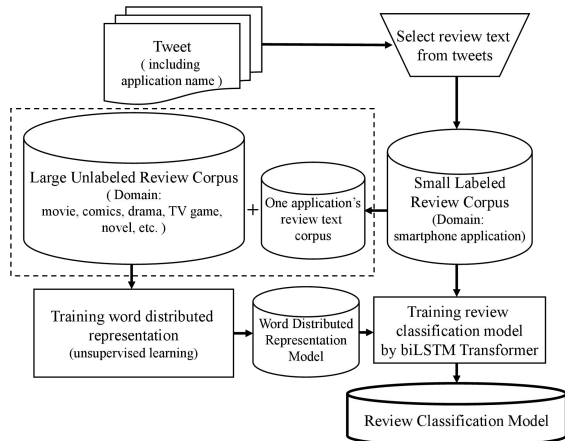 Tweet
( including
application name )
Select review text
from tweets
Large Unlabeled Review Corpus
( Domain:
movie, comics, drama, TV game,
novel, etc. )
+
One application's
review text
corpus
Small Labeled
Review Corpus
(Domain:
smartphone application)
Training word distributed
representation
(unsupervised learning)
Word Distributed
Representation
Model
Training review
classification model
by biLSTM Transformer
Review Classification Model